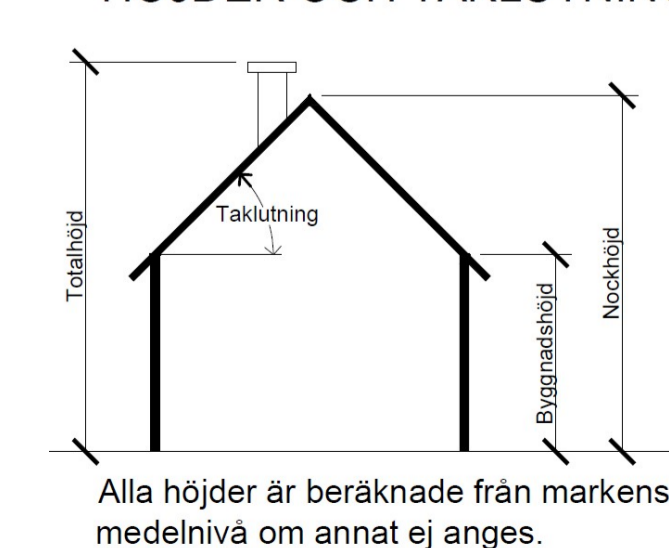 Totalhöjd
Taklutning
Byggnadshöjd
Nockhöjd
Alla höjder är beräknade från markens
medelnivå om annat ej anges.